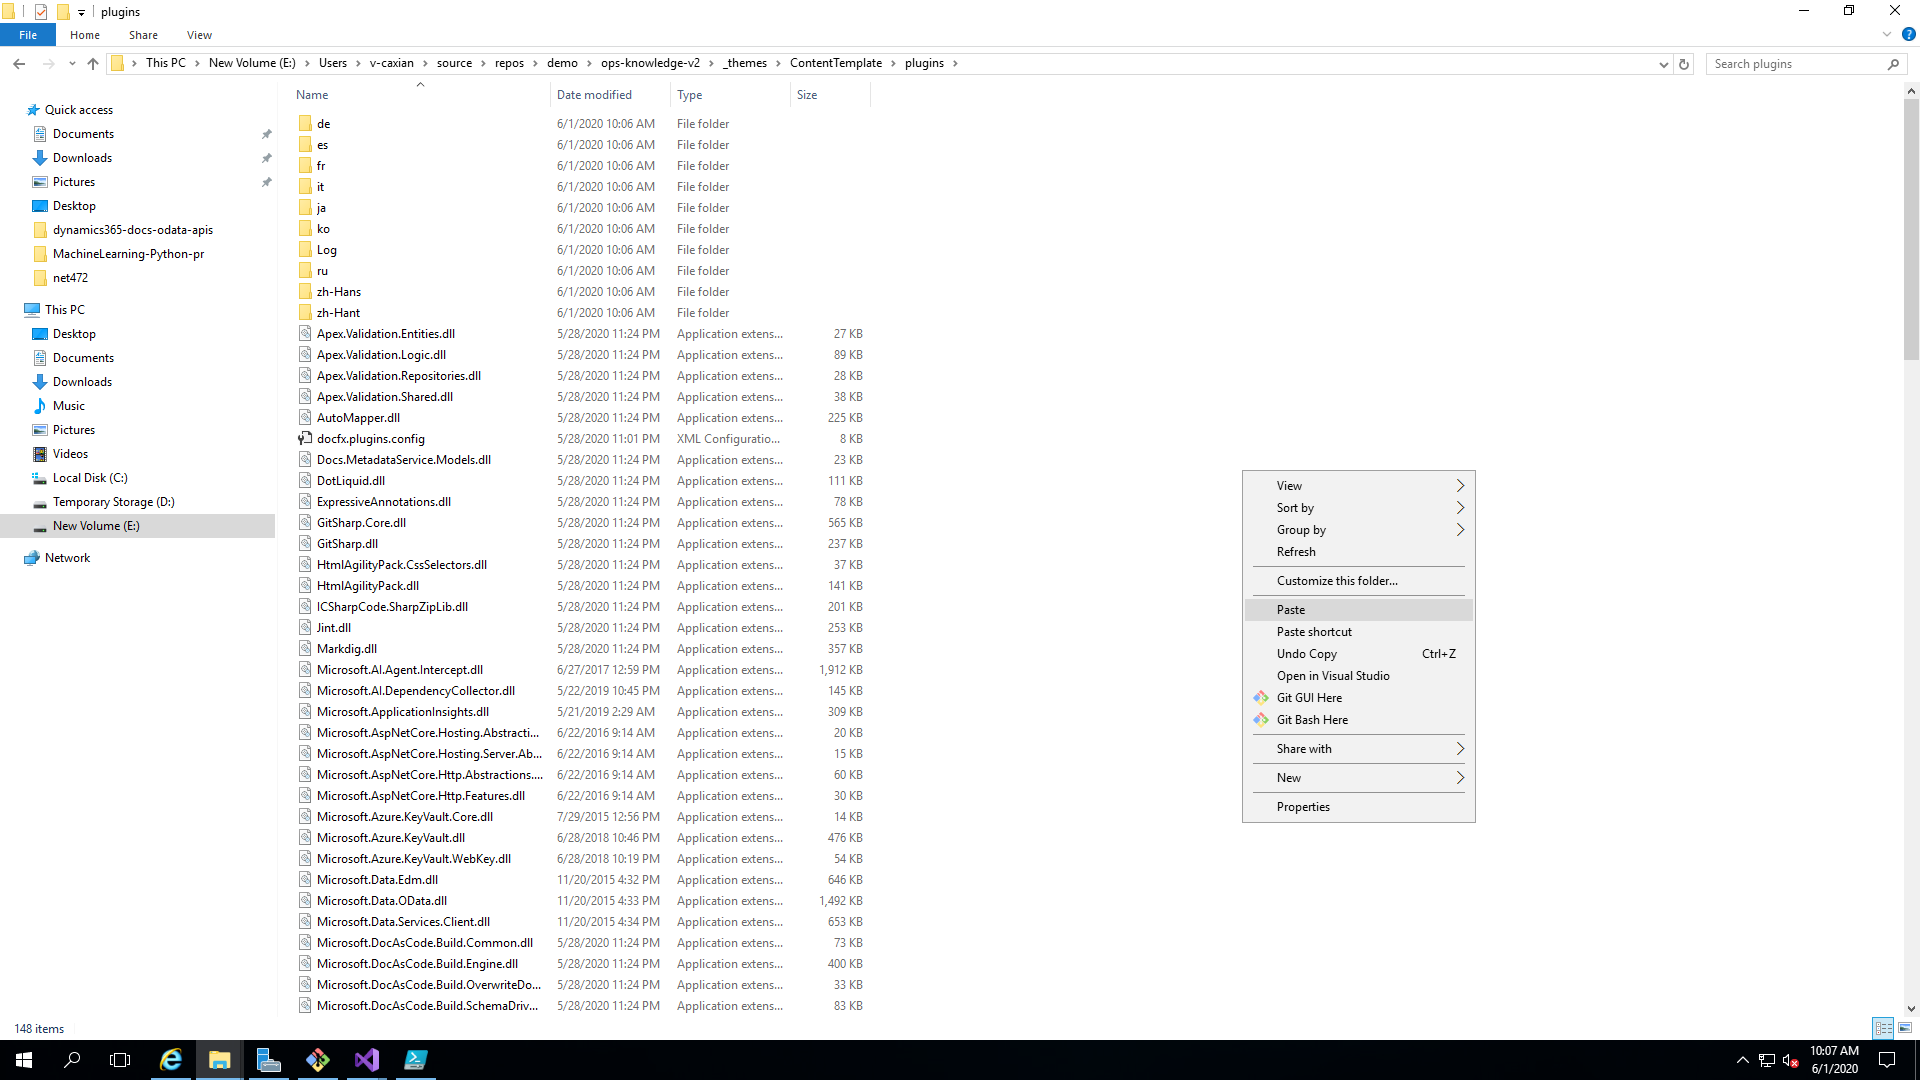 plugins
File Home Share View
This PC New Volume (E:) Users v-caxian source repos demo ops-knowledge-v2 _themes ContentTemplate plugins Search plugins
Name Date modified Type Size
Quick access
Documents
Downloads
Pictures
Desktop
dynamics365-docs-odata-apis
MachineLearning-Python-pr
net472
This PC
Desktop
Documents
Downloads
Music
Pictures
Videos
Local Disk (C:)
Temporary Storage (D:)
New Volume (E:)
Network
de 6/1/2020 10:06 AM File folder
es 6/1/2020 10:06 AM File folder
fr 6/1/2020 10:06 AM File folder
it 6/1/2020 10:06 AM File folder
ja 6/1/2020 10:06 AM File folder
ko 6/1/2020 10:06 AM File folder
Log 6/1/2020 10:06 AM File folder
ru 6/1/2020 10:06 AM File folder
zh-Hans 6/1/2020 10:06 AM File folder
zh-Hant 6/1/2020 10:06 AM File folder
Apex.Validation.Entities.dll 5/28/2020 11:24 PM Application extens... 27 KB
Apex.Validation.Logic.dll 5/28/2020 11:24 PM Application extens... 89 KB
Apex.Validation.Repositories.dll 5/28/2020 11:24 PM Application extens... 28 KB
Apex.Validation.Shared.dll 5/28/2020 11:24 PM Application extens... 38 KB
AutoMapper.dll 5/28/2020 11:24 PM Application extens... 225 KB
docfx.plugins.config 5/28/2020 11:01 PM XML Configuratio... 8 KB
Docs.MetadataService.Models.dll 5/28/2020 11:24 PM Application extens... 23 KB
DotLiquid.dll 5/28/2020 11:24 PM Application extens... 111 KB
ExpressiveAnnotations.dll 5/28/2020 11:24 PM Application extens... 78 KB
GitSharp.Core.dll 5/28/2020 11:24 PM Application extens... 565 KB
GitSharp.dll 5/28/2020 11:24 PM Application extens... 237 KB
HtmlAgilityPack.CssSelectors.dll 5/28/2020 11:24 PM Application extens... 37 KB
HtmlAgilityPack.dll 5/28/2020 11:24 PM Application extens... 141 KB
ICSharpCode.SharpZipLib.dll 5/28/2020 11:24 PM Application extens... 201 KB
Jint.dll 5/28/2020 11:24 PM Application extens... 253 KB
Markdig.dll 5/28/2020 11:24 PM Application extens... 357 KB
Microsoft.AI.Agent.Intercept.dll 6/27/2017 12:59 PM Application extens... 1,912 KB
Microsoft.AI.DependencyCollector.dll 5/22/2019 10:45 PM Application extens... 145 KB
Microsoft.ApplicationInsights.dll 5/21/2019 2:29 AM Application extens... 309 KB
Microsoft.AspNetCore.Hosting.Abstracti... 6/22/2016 9:14 AM Application extens... 20 KB
Microsoft.AspNetCore.Hosting.Server.Ab... 6/22/2016 9:14 AM Application extens... 15 KB
Microsoft.AspNetCore.Http.Abstractions.... 6/22/2016 9:14 AM Application extens... 60 KB
Microsoft.AspNetCore.Http.Features.dll 6/22/2016 9:14 AM Application extens... 30 KB
Microsoft.Azure.KeyVault.Core.dll 7/29/2015 12:56 PM Application extens... 14 KB
Microsoft.Azure.KeyVault.dll 6/28/2018 10:46 PM Application extens... 476 KB
Microsoft.Azure.KeyVault.WebKey.dll 6/28/2018 10:19 PM Application extens... 54 KB
Microsoft.Data.Edm.dll 11/20/2015 4:32 PM Application extens... 646 KB
Microsoft.Data.OData.dll 11/20/2015 4:33 PM Application extens... 1,492 KB
Microsoft.Data.Services.Client.dll 11/20/2015 4:34 PM Application extens... 653 KB
Microsoft.DocAsCode.Build.Common.dll 5/28/2020 11:24 PM Application extens... 73 KB
Microsoft.DocAsCode.Build.Engine.dll 5/28/2020 11:24 PM Application extens... 400 KB
Microsoft.DocAsCode.Build.OverwriteDo... 5/28/2020 11:24 PM Application extens... 33 KB
Microsoft.DocAsCode.Build.SchemaDriv... 5/28/2020 11:24 PM Application extens... 83 KB
View
Sort by
Group by
Refresh
Customize this folder...
Paste
Paste shortcut
Undo Copy Ctrl+Z
Open in Visual Studio
Git GUI Here
Git Bash Here
Share with
New
Properties
148 items
10:07 AM
6/1/2020